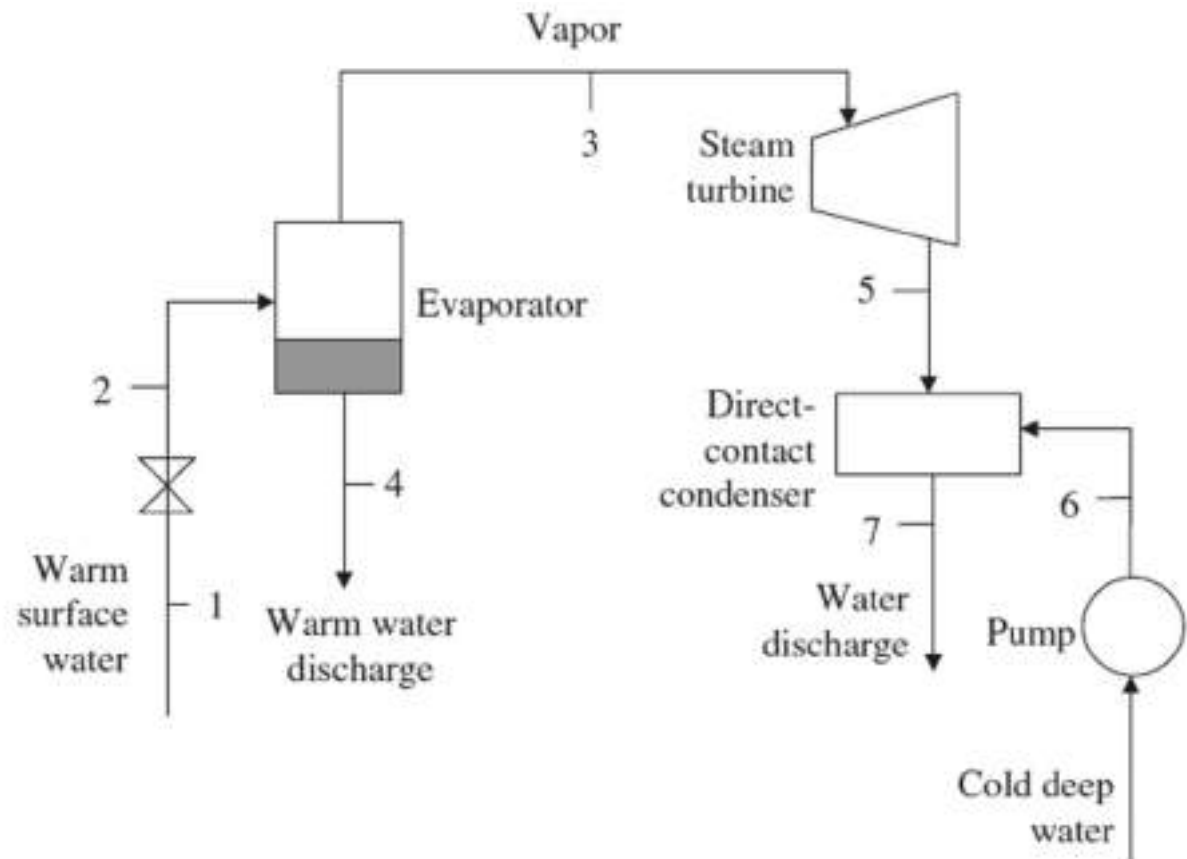 Vapor
3
Steam
turbine
Evaporator
5
2
Direct-
contact
condenser
4
6
7
Warm
surface
water
1
Warm water
discharge
Water
discharge
Pump
Cold deep
water